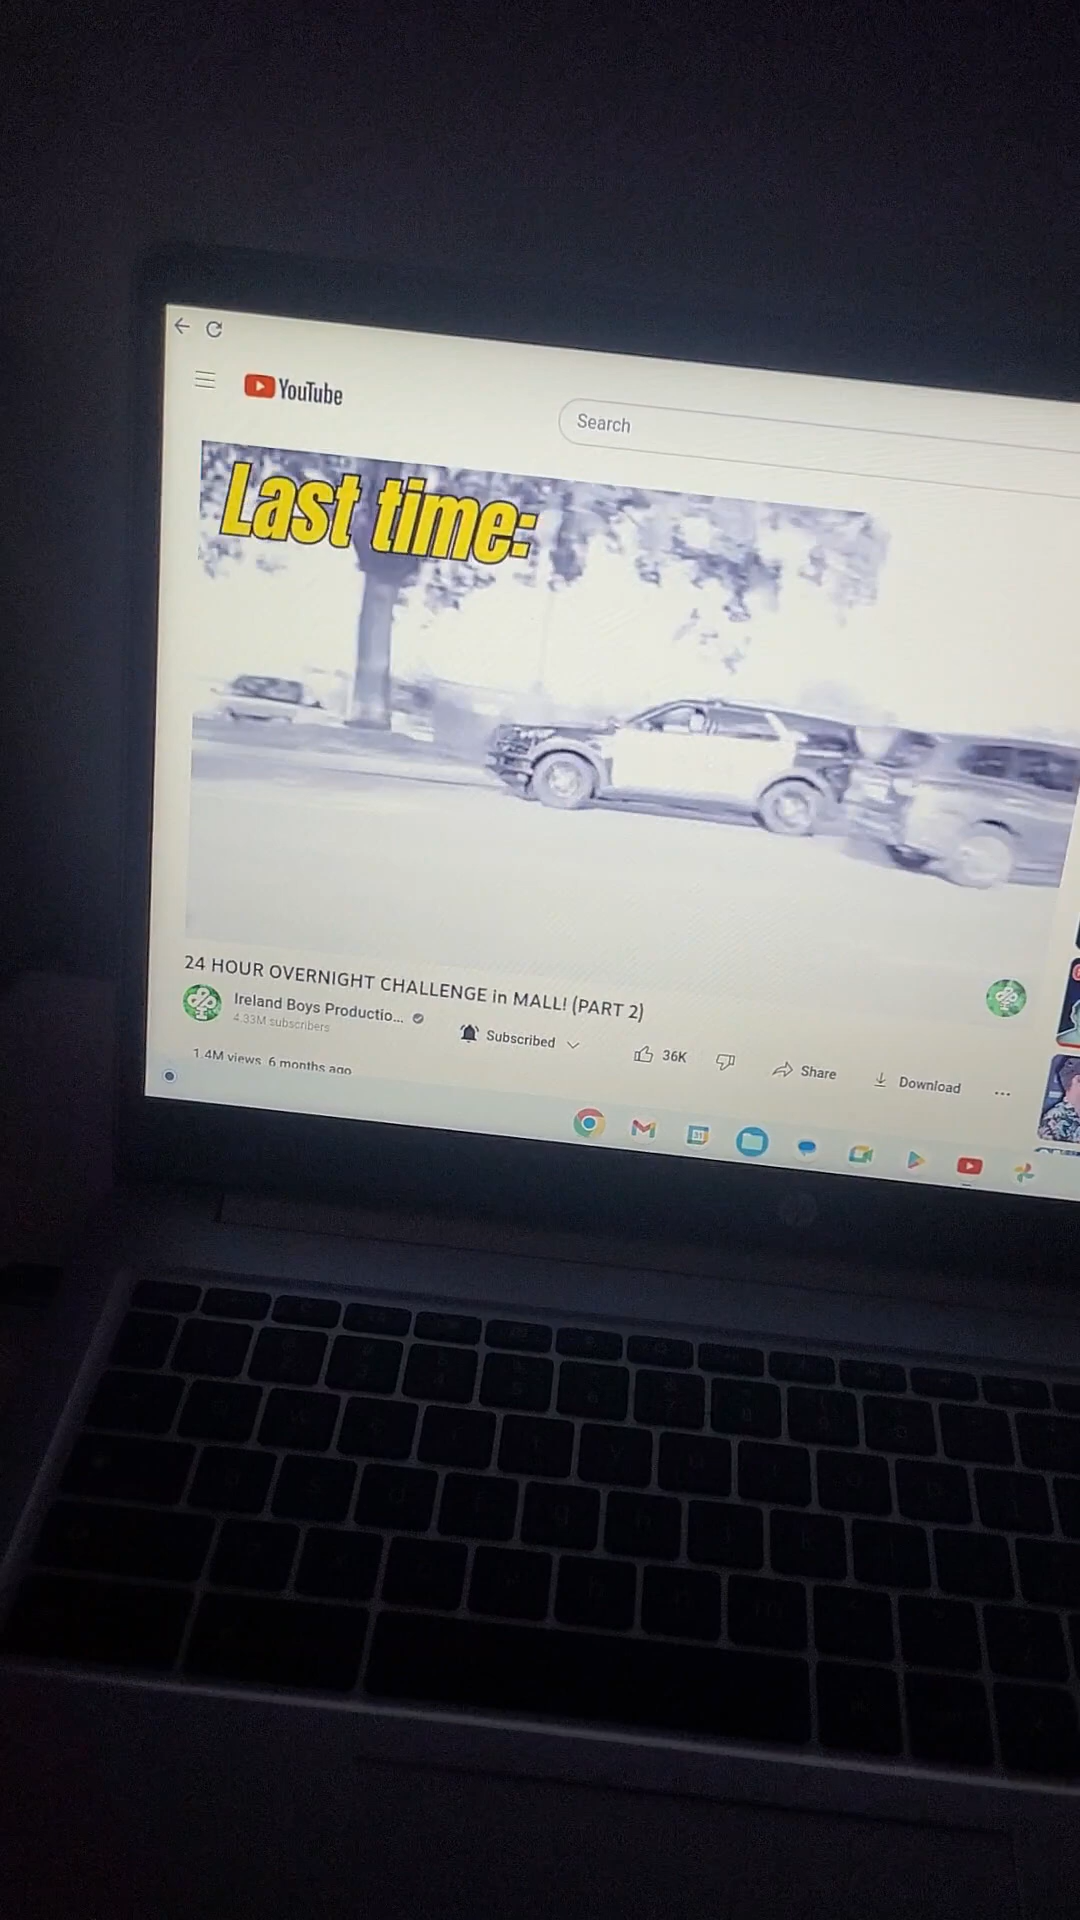 YouTube
Search
Last time:
24 HOUR OVERNIGHT CHALLENGE in MALL! (PART 2)
Ireland Boys Productio...
4.33M subscribers
Subscribed
36K
Share
Download
...
1.4M views 6 months ago
31